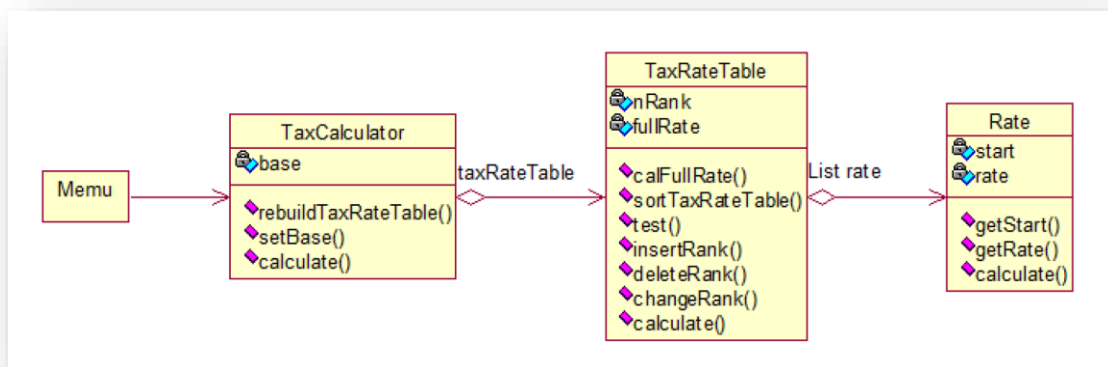 Memu
TaxCalculator
base
rebuildTaxRateTable()
setBase()
calculate()
taxRateTable
TaxRateTable
nRank
fullRate
calFullRate()
sortTaxRateTable()
test()
insertRank()
deleteRank()
changeRank()
calculate()
List rate
Rate
start
rate
getStart()
getRate()
calculate()